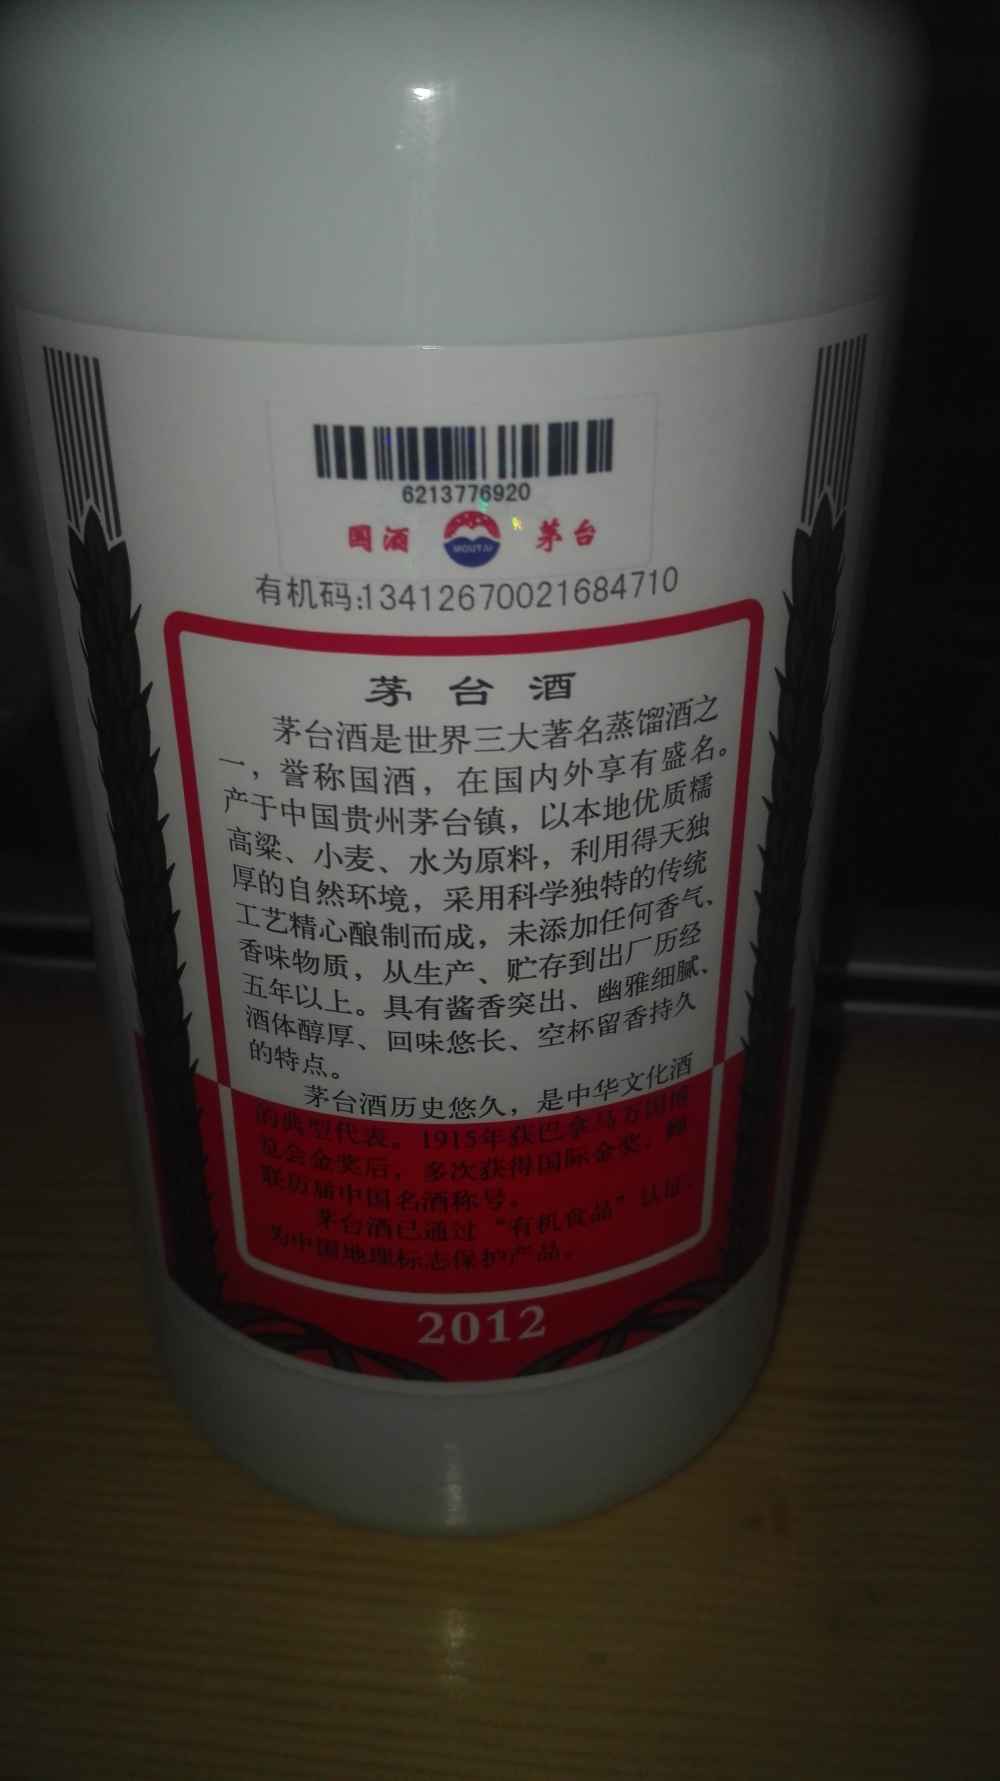 6213776920
国酒 MOUTAI 茅台
有机码:13412670021684710
茅台酒
茅台酒是世界三大著名蒸馏酒之
一，誉称国酒，在国内外享有盛名。
产于中国贵州茅台镇，以本地优质糯
高粱、小麦、水为原料，利用得天独
厚的自然环境，采用科学独特的传统
工艺精心酿制而成，未添加任何香气、
香味物质，从生产、贮存到出厂历经
五年以上。具有酱香突出、幽雅细腻、
酒体醇厚、回味悠长、空杯留香持久
的特点。
茅台酒历史悠久，是中华文化酒
的典型代表。1915年获巴拿马万国博
览会金奖后，多次获得国际金奖，蝉
联历届中国名酒称号。
茅台酒已通过“有机食品”认证，
为中国地理标志保护产品。
2012